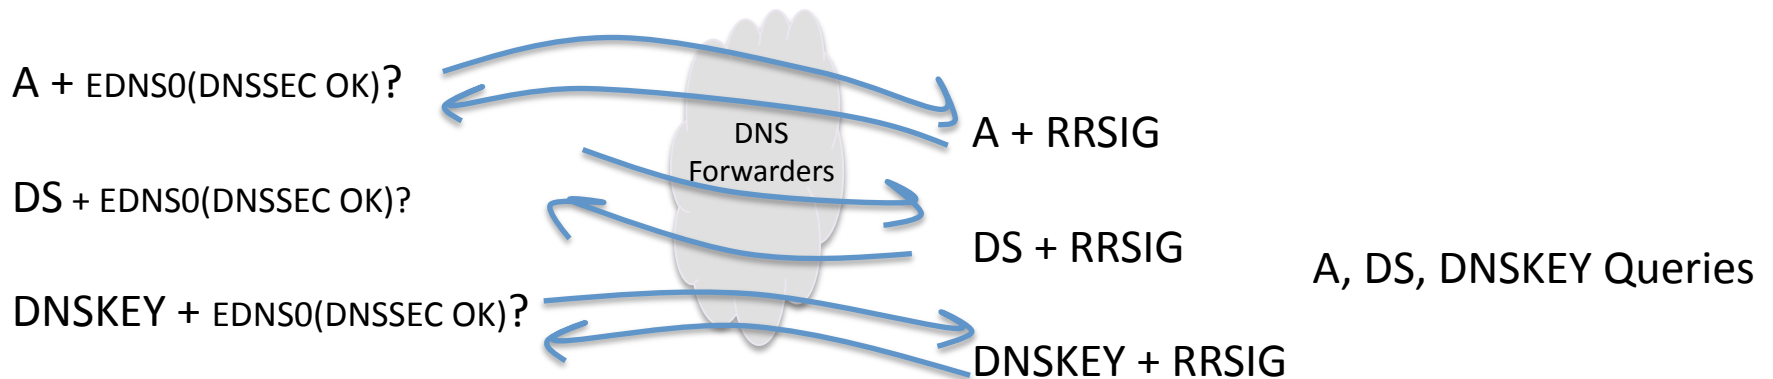 A + EDNS0(DNSSEC OK)?
DNS
Forwarders
A + RRSIG
DS + EDNS0(DNSSEC OK)?
DS + RRSIG
A, DS, DNSKEY Queries
DNSKEY + EDNS0(DNSSEC OK)?
DNSKEY + RRSIG